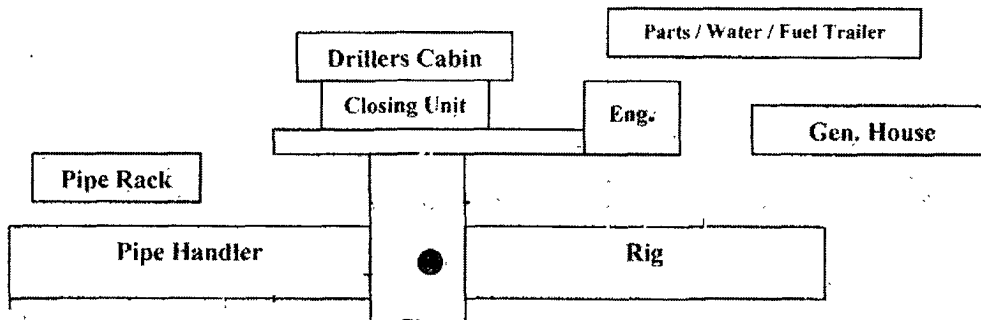 Parts / Water / Fuel Trailer
Drillers Cabin
Closing Unit
Eng.
Gen. House
Pipe Rack
Pipe Handler
Rig